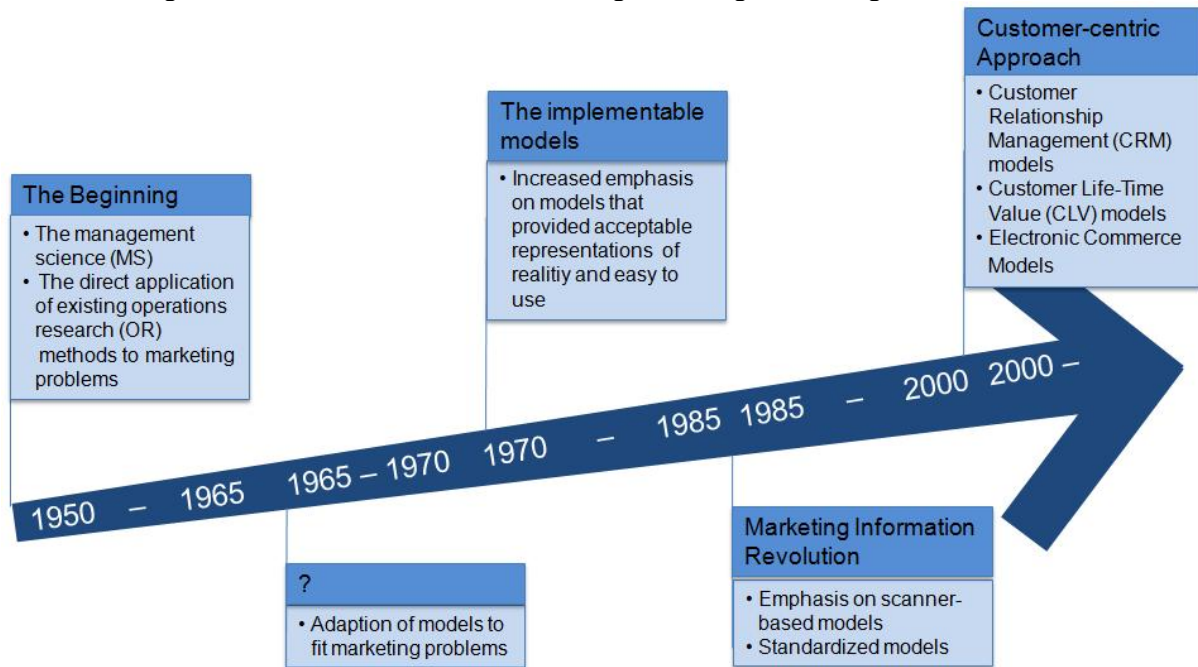 Customer-centric
Approach
• Customer
Relationship
Management (CRM)
models
• Customer Life-Time
Value (CLV) models
• Electronic Commerce
Models
The implementable
models
• Increased emphasis
on models that
provided acceptable
representations of
realitiy and easy to
use
The Beginning
• The management
science (MS)
• The direct application
of existing operations
research (OR)
methods to marketing
problems
1950 – 1965 1965 – 1970 1970 – 1985 1985 – 2000 2000 –
?
• Adaption of models to
fit marketing problems
Marketing Information
Revolution
• Emphasis on scanner-
based models
• Standardized models